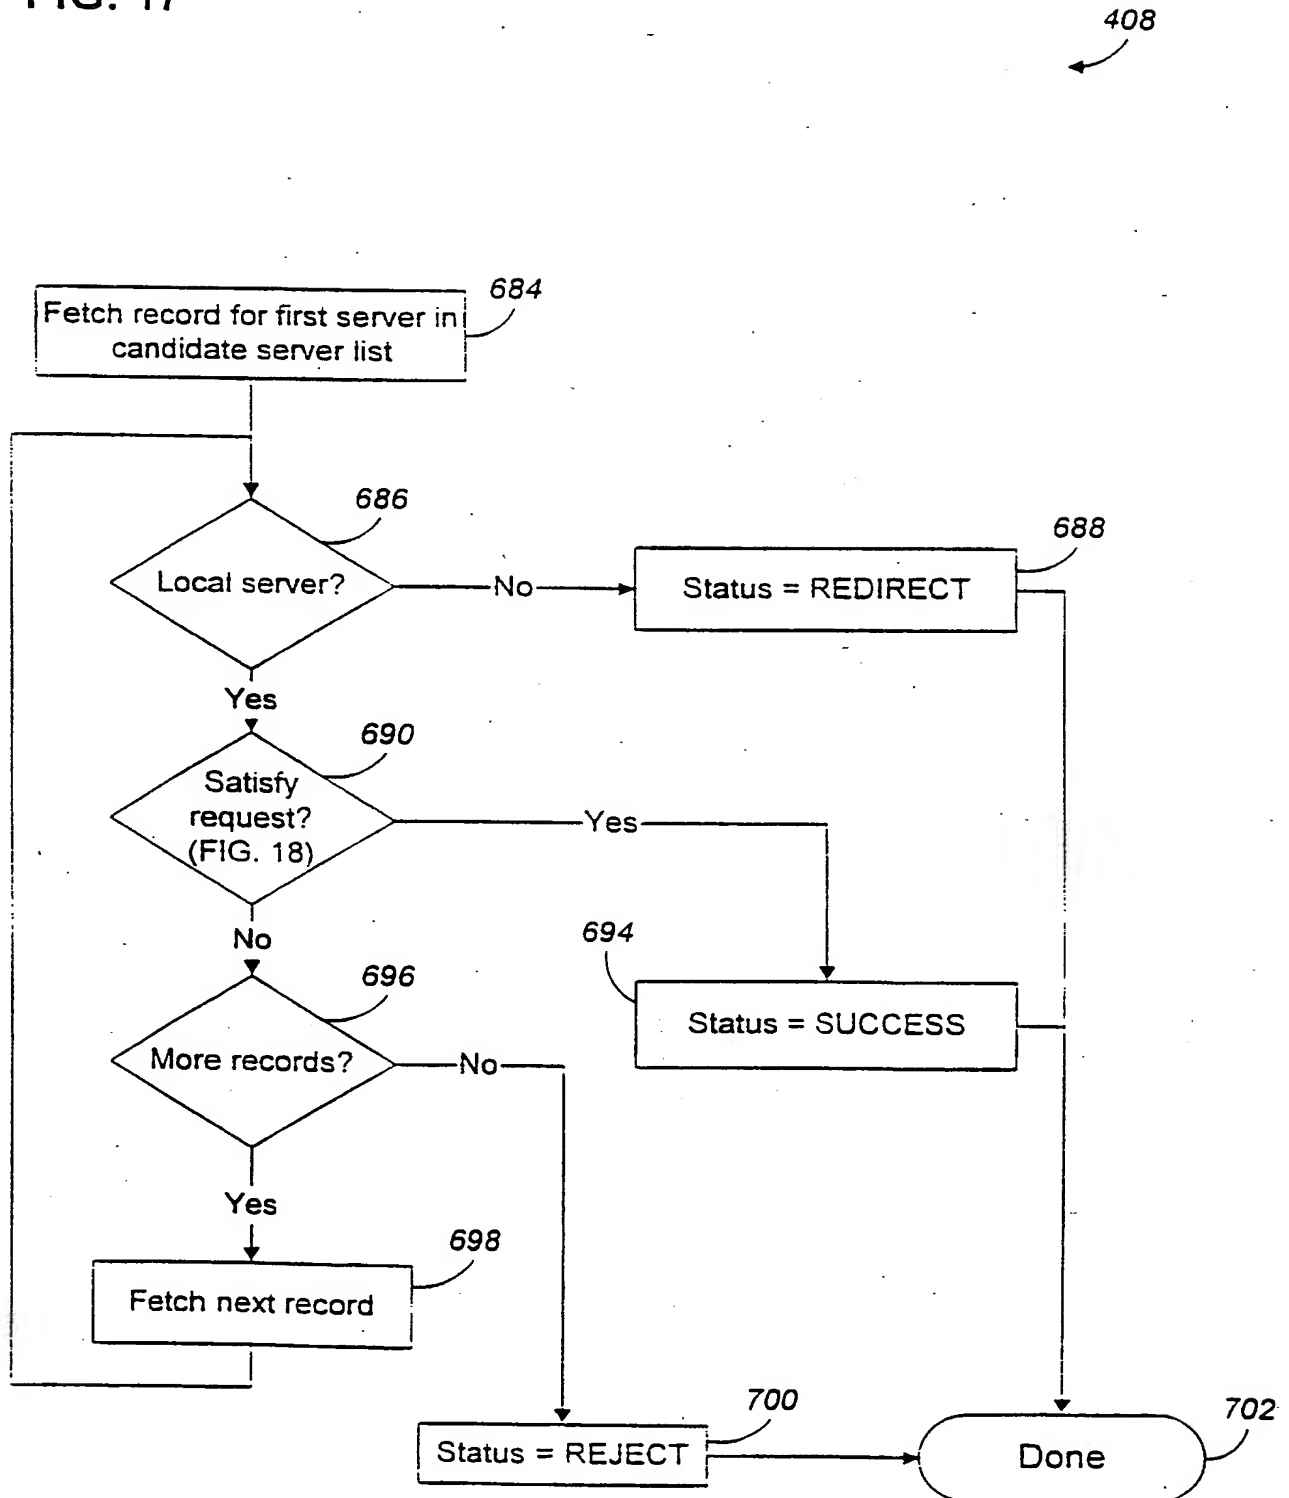 FIG. 17
408
684
Fetch record for first server in
candidate server list
686
Local server?
No
688
Status = REDIRECT
Yes
690
Satisfy
request?
(FIG. 18)
Yes
No
694
Status = SUCCESS
696
More records?
No
Yes
698
Fetch next record
700
Status = REJECT
702
Done